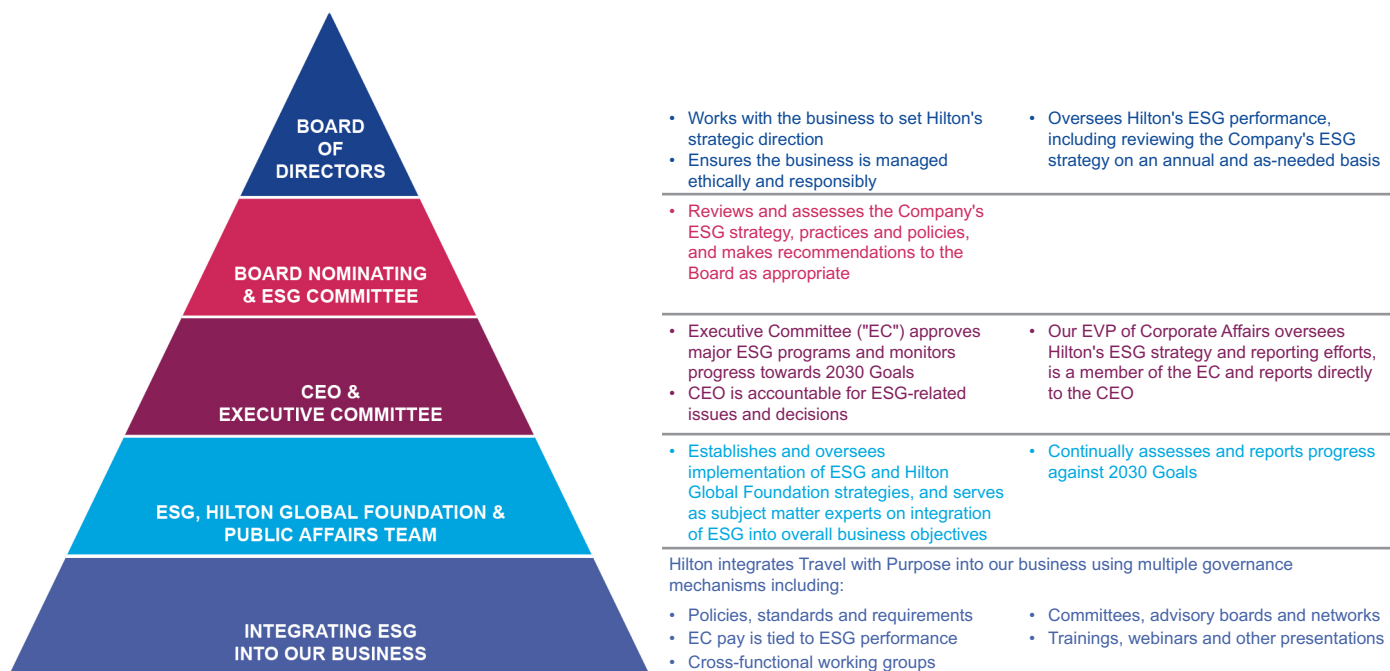 BOARD
OF
DIRECTORS
• Works with the business to set Hilton's
strategic direction
• Ensures the business is managed
ethically and responsibly
• Oversees Hilton's ESG performance,
including reviewing the Company's ESG
strategy on an annual and as-needed basis
BOARD NOMINATING
& ESG COMMITTEE
• Reviews and assesses the Company's
ESG strategy, practices and policies,
and makes recommendations to the
Board as appropriate
CEO &
EXECUTIVE COMMITTEE
• Executive Committee ("EC") approves
major ESG programs and monitors
progress towards 2030 Goals
• CEO is accountable for ESG-related
issues and decisions
• Our EVP of Corporate Affairs oversees
Hilton's ESG strategy and reporting efforts,
is a member of the EC and reports directly
to the CEO
ESG, HILTON GLOBAL FOUNDATION &
PUBLIC AFFAIRS TEAM
• Establishes and oversees
implementation of ESG and Hilton
Global Foundation strategies, and serves
as subject matter experts on integration
of ESG into overall business objectives
• Continually assesses and reports progress
against 2030 Goals
INTEGRATING ESG
INTO OUR BUSINESS
Hilton integrates Travel with Purpose into our business using multiple governance
mechanisms including:
• Policies, standards and requirements
• EC pay is tied to ESG performance
• Cross-functional working groups
• Committees, advisory boards and networks
• Trainings, webinars and other presentations